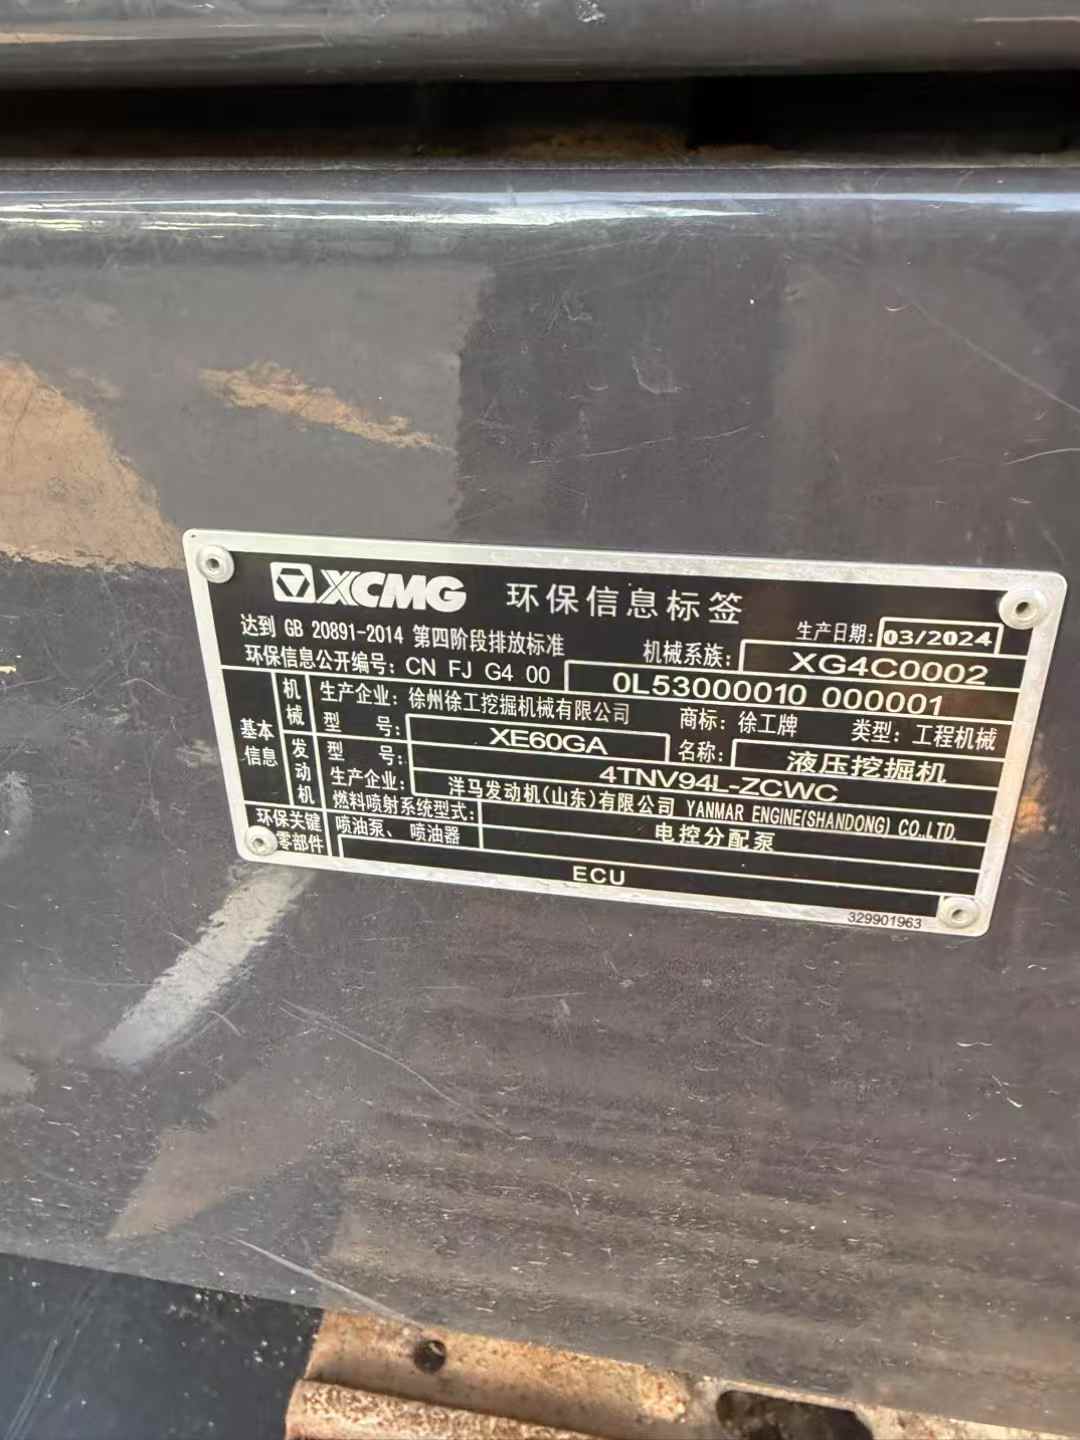 XCMG 环保信息标签
达到 GB 20891-2014 第四阶段排放标准 生产日期: 03/2024
机械系族: XG4C0002
环保信息公开编号: CN FJ G4 00 0L53000010 000001
基本信息
机械
生产企业: 徐州徐工挖掘机械有限公司 商标: 徐工牌 类型: 工程机械
型 号: XE60GA 名称: 液压挖掘机
发动机
型 号: 4TNV94L-ZCWC
生产企业: 洋马发动机(山东)有限公司 YANMAR ENGINE(SHANDONG) CO.,LTD.
环保关键零部件
燃料喷射系统型式: 电控分配泵
喷油泵、喷油器
ECU
329901963